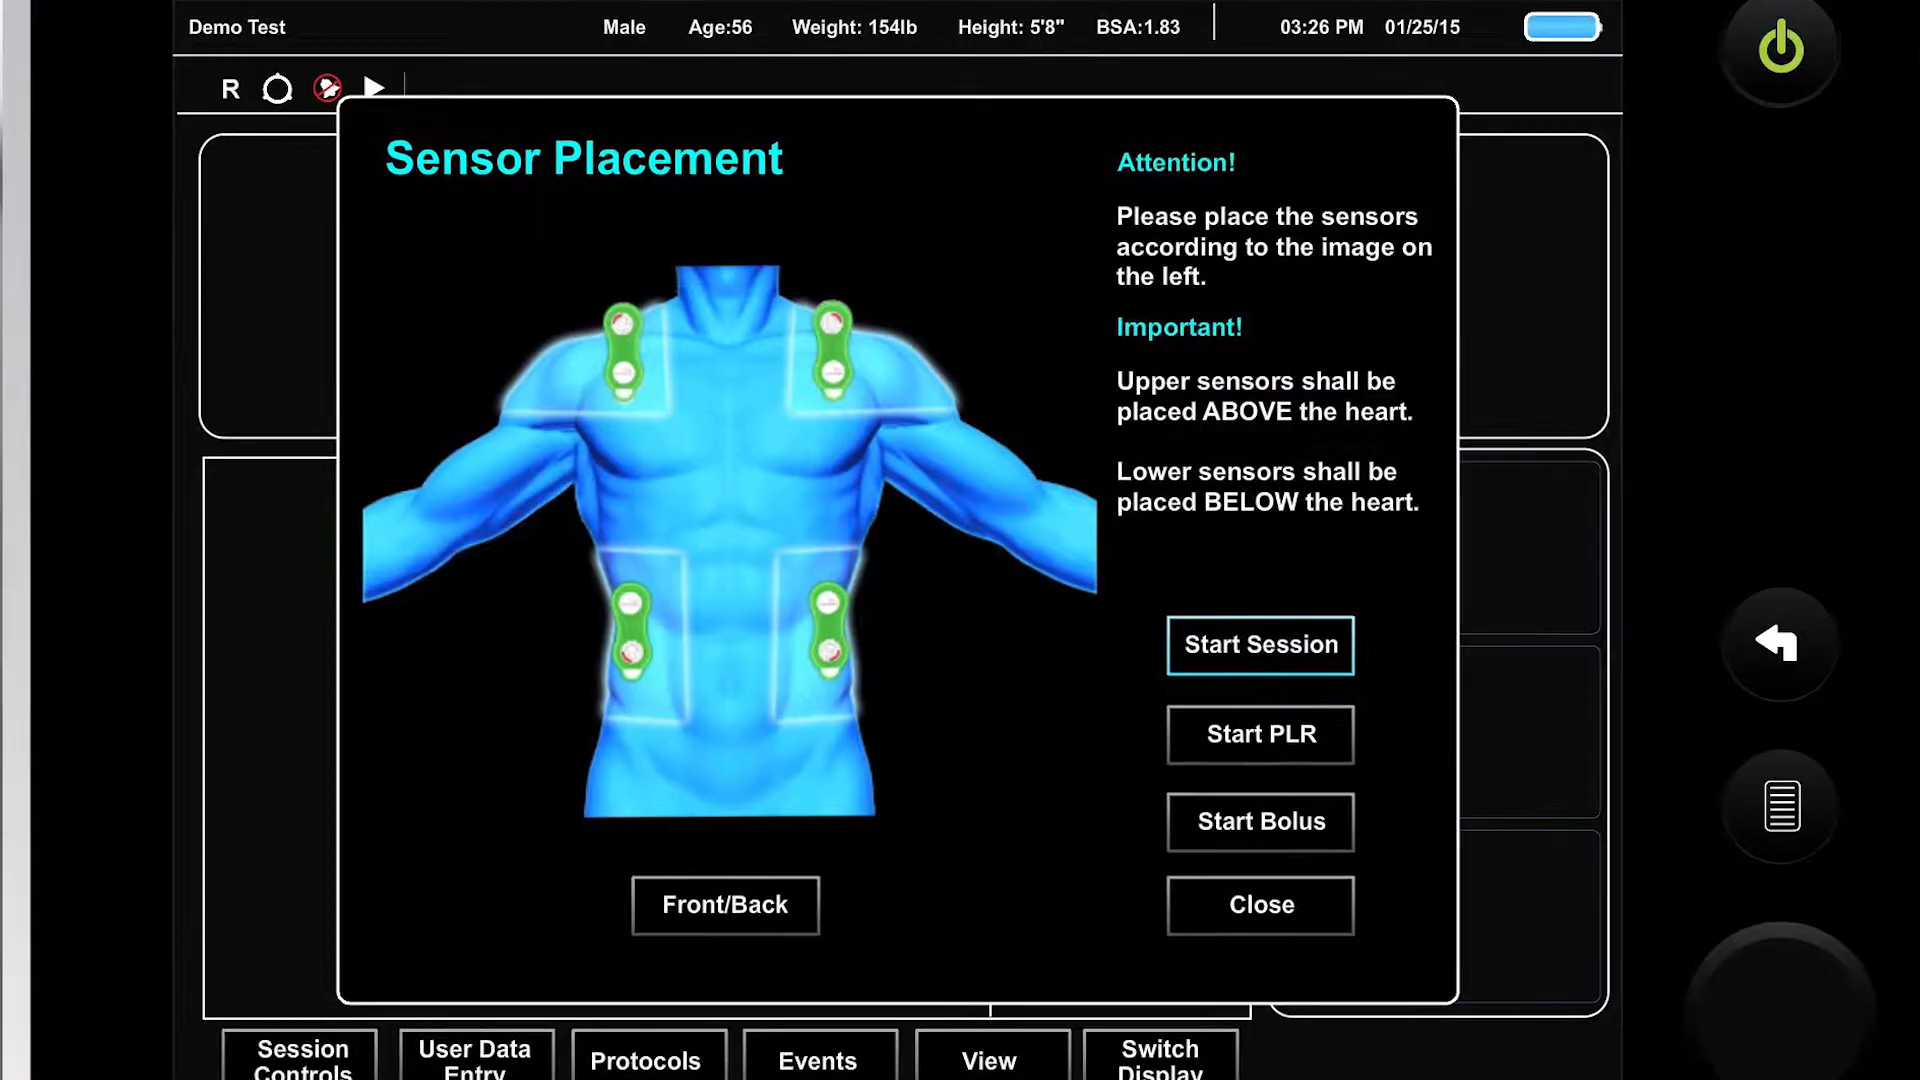 Demo Test Male Age:56 Weight: 154lb Height: 5'8" BSA:1.83 03:26 PM 01/25/15
R
Sensor Placement
Attention!
Please place the sensors
according to the image on
the left.
Important!
Upper sensors shall be
placed ABOVE the heart.
Lower sensors shall be
placed BELOW the heart.
Start Session
Start PLR
Start Bolus
Front/Back
Close
Session
Controls
User Data
Entry
Protocols
Events
View
Switch
Display